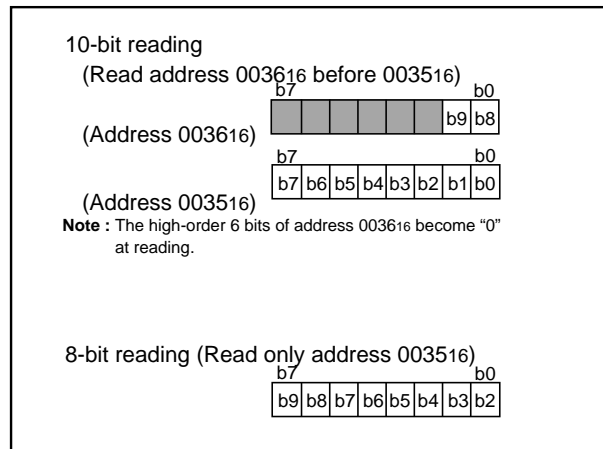 10-bit reading
(Read address 003616 before 003516)
b7 b0
b9 b8
(Address 003616)
b7 b0
b7 b6 b5 b4 b3 b2 b1 b0
(Address 003516)
Note : The high-order 6 bits of address 003616 become “0”
at reading.
8-bit reading (Read only address 003516)
b7 b0
b9 b8 b7 b6 b5 b4 b3 b2